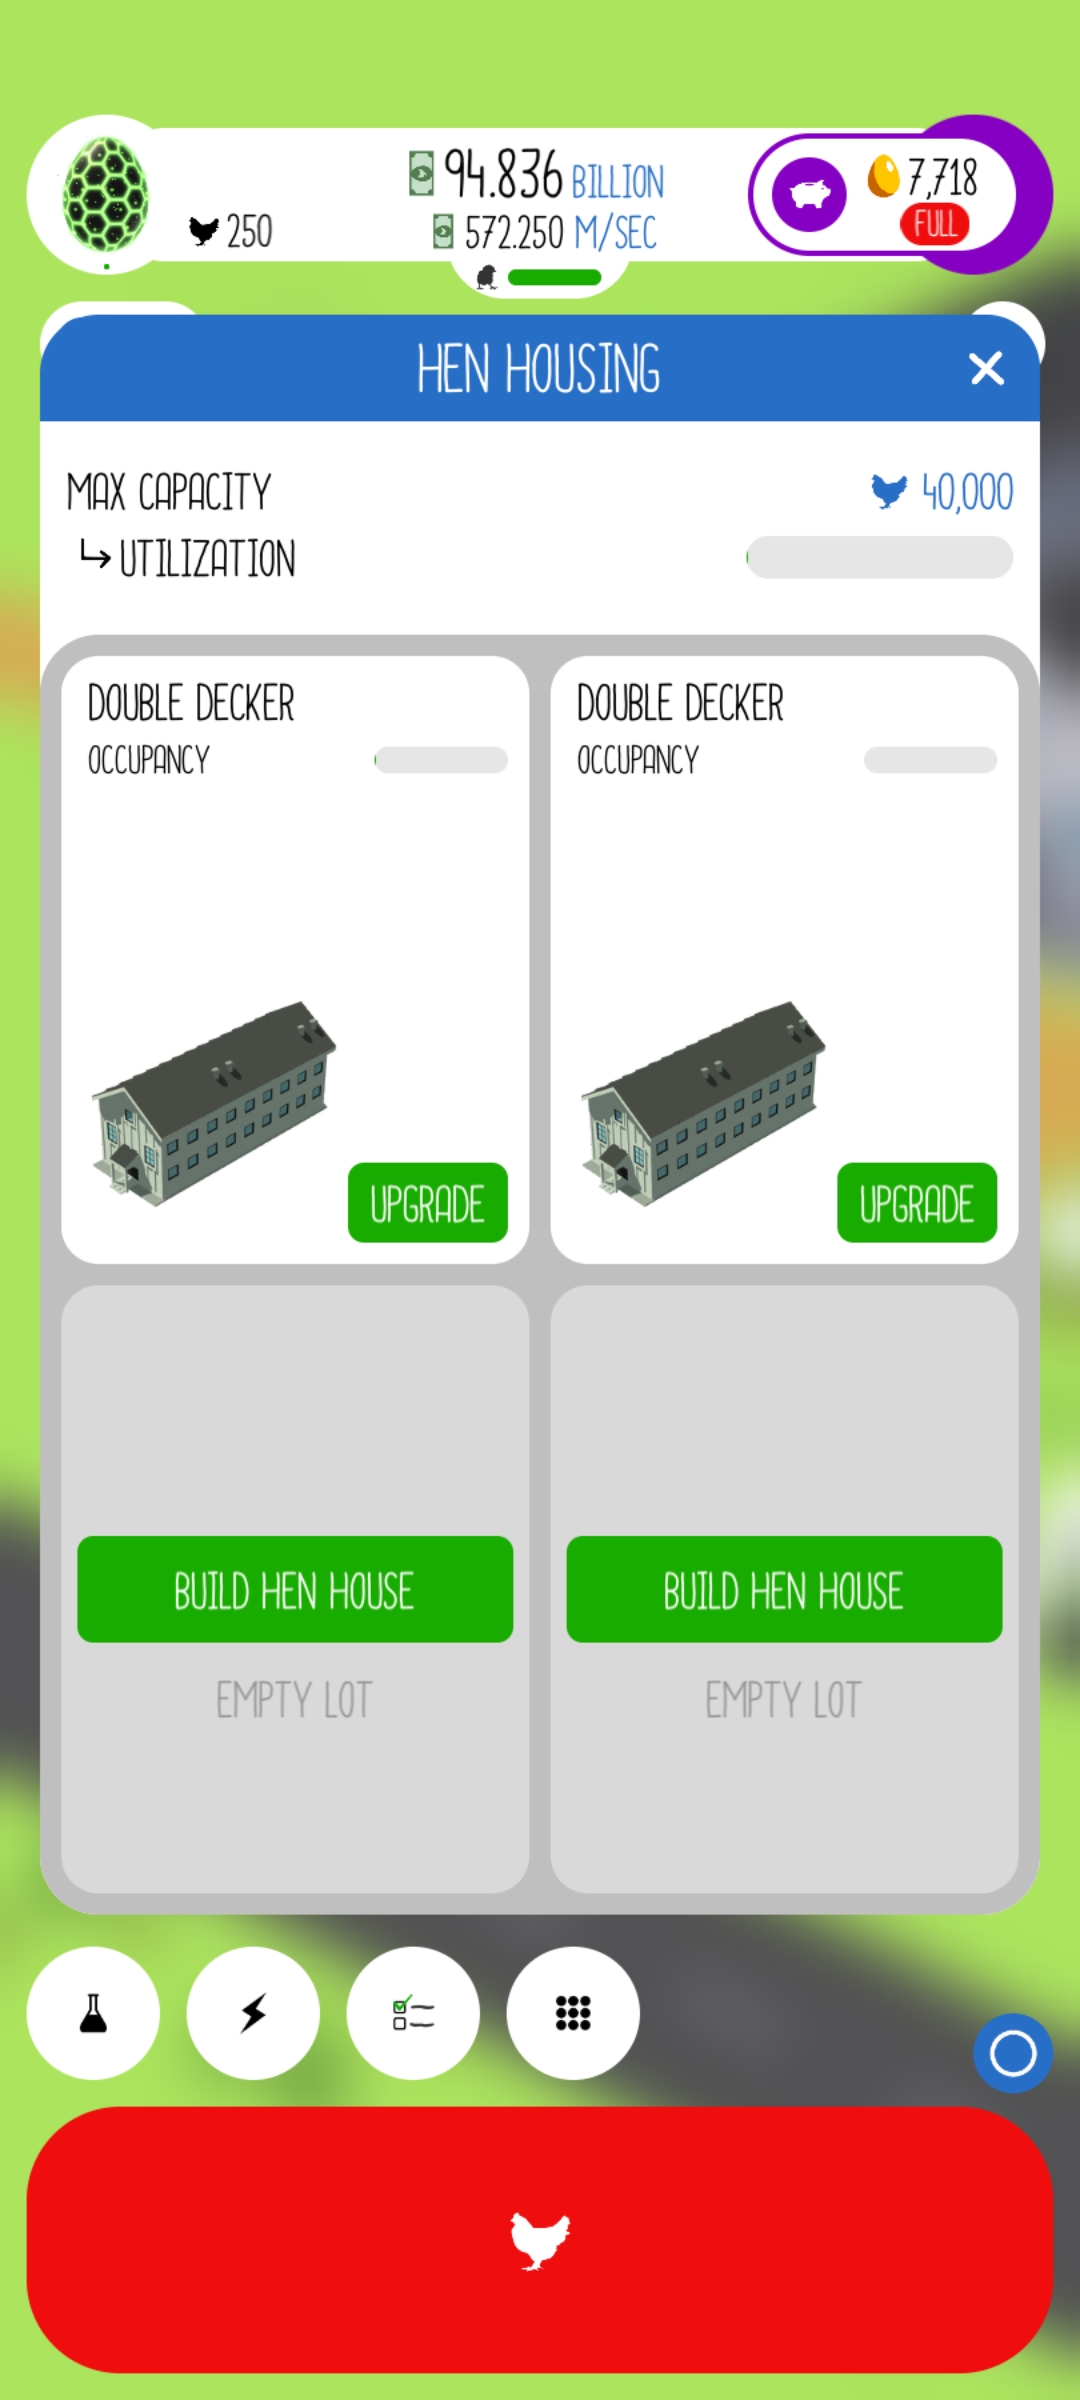 94.836 BILLION
7,718
250
572.250 M/SEC
FULL
HEN HOUSING
MAX CAPACITY
40,000
UTILIZATION
DOUBLE DECKER
OCCUPANCY
UPGRADE
DOUBLE DECKER
OCCUPANCY
UPGRADE
BUILD HEN HOUSE
EMPTY LOT
BUILD HEN HOUSE
EMPTY LOT